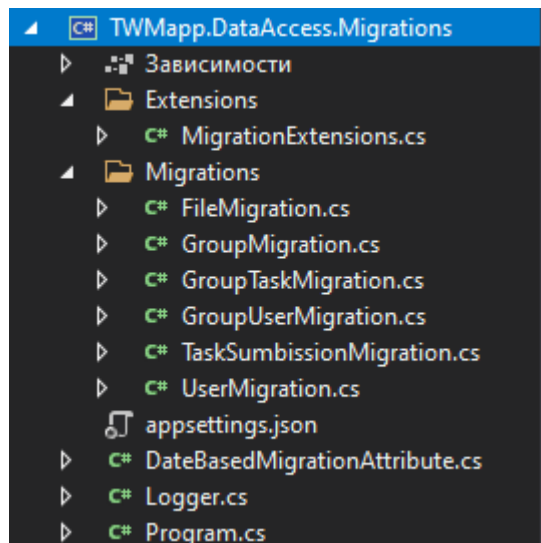 C# TWMapp.DataAccess.Migrations
Зависимости
Extensions
C# MigrationExtensions.cs
Migrations
C# FileMigration.cs
C# GroupMigration.cs
C# GroupTaskMigration.cs
C# GroupUserMigration.cs
C# TaskSumbissionMigration.cs
C# UserMigration.cs
appsettings.json
C# DateBasedMigrationAttribute.cs
C# Logger.cs
C# Program.cs